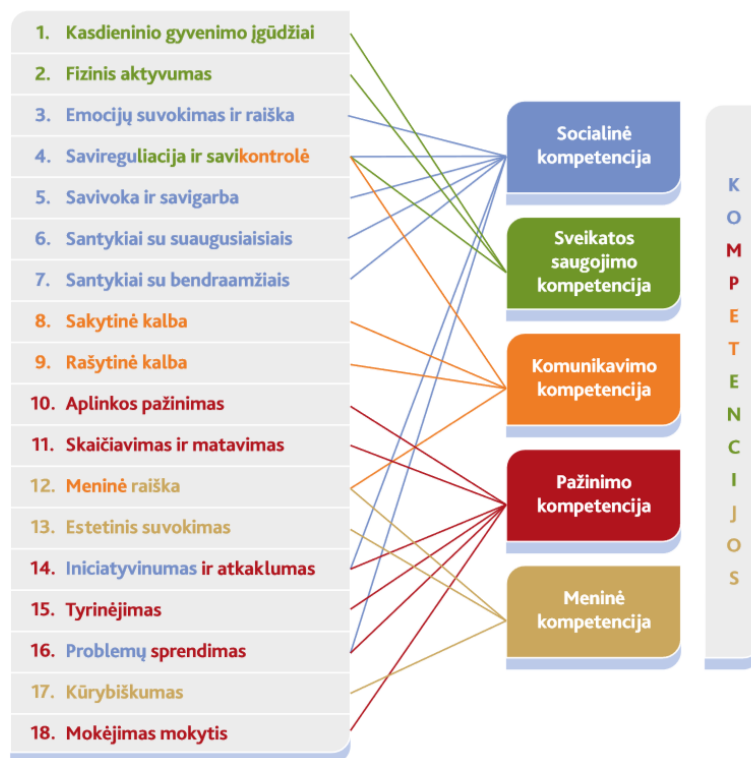 1. Kasdieninio gyvenimo įgūdžiai
2. Fizinis aktyvumas
3. Emocijų suvokimas ir raiška
4. Savireguliacija ir savikontrolė
5. Savivoka ir savigarba
6. Santykiai su suaugusiaisiais
7. Santykiai su bendraamžiais
8. Sakytinė kalba
9. Rašytinė kalba
10. Aplinkos pažinimas
11. Skaičiavimas ir matavimas
12. Meninė raiška
13. Estetinis suvokimas
14. Iniciatyvinumas ir atkaklumas
15. Tyrinėjimas
16. Problemų sprendimas
17. Kūrybiškumas
18. Mokėjimas mokytis
Socialinė
kompetencija
Sveikatos
saugojimo
kompetencija
Komunikavimo
kompetencija
Pažinimo
kompetencija
Meninė
kompetencija
K
O
M
P
E
T
E
N
C
I
J
O
S